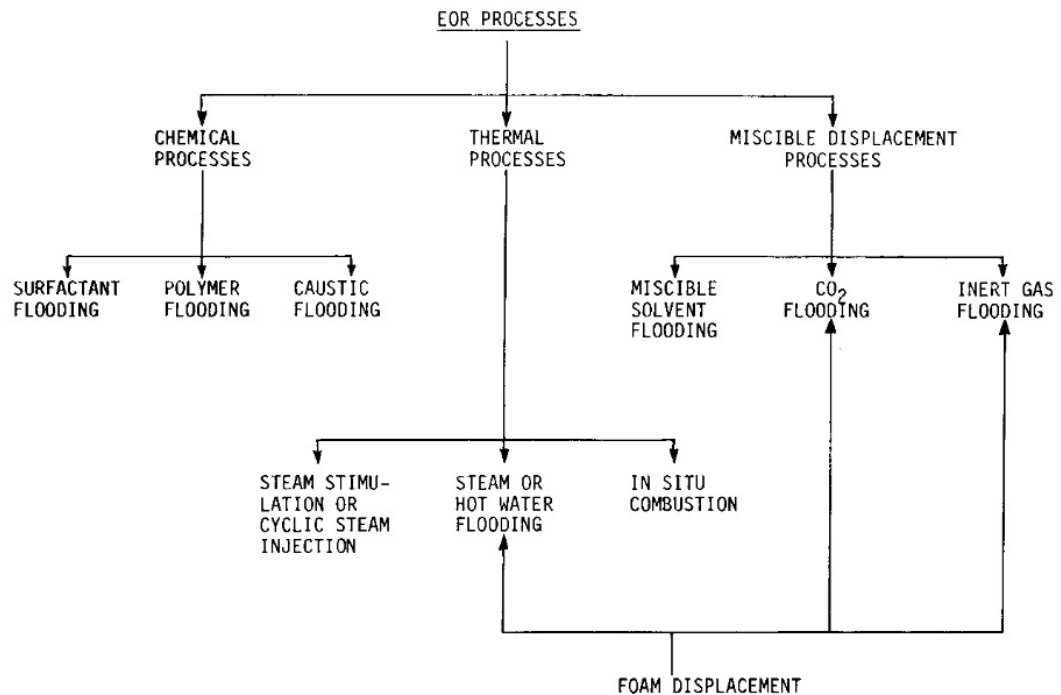 EOR PROCESSES
CHEMICAL
PROCESSES
THERMAL
PROCESSES
MISCIBLE DISPLACEMENT
PROCESSES
SURFACTANT
FLOODING
POLYMER
FLOODING
CAUSTIC
FLOODING
MISCIBLE
SOLVENT
FLOODING
CO2
FLOODING
INERT GAS
FLOODING
STEAM STIMU-
LATION OR
CYCLIC STEAM
INJECTION
STEAM OR
HOT WATER
FLOODING
IN SITU
COMBUSTION
FOAM DISPLACEMENT